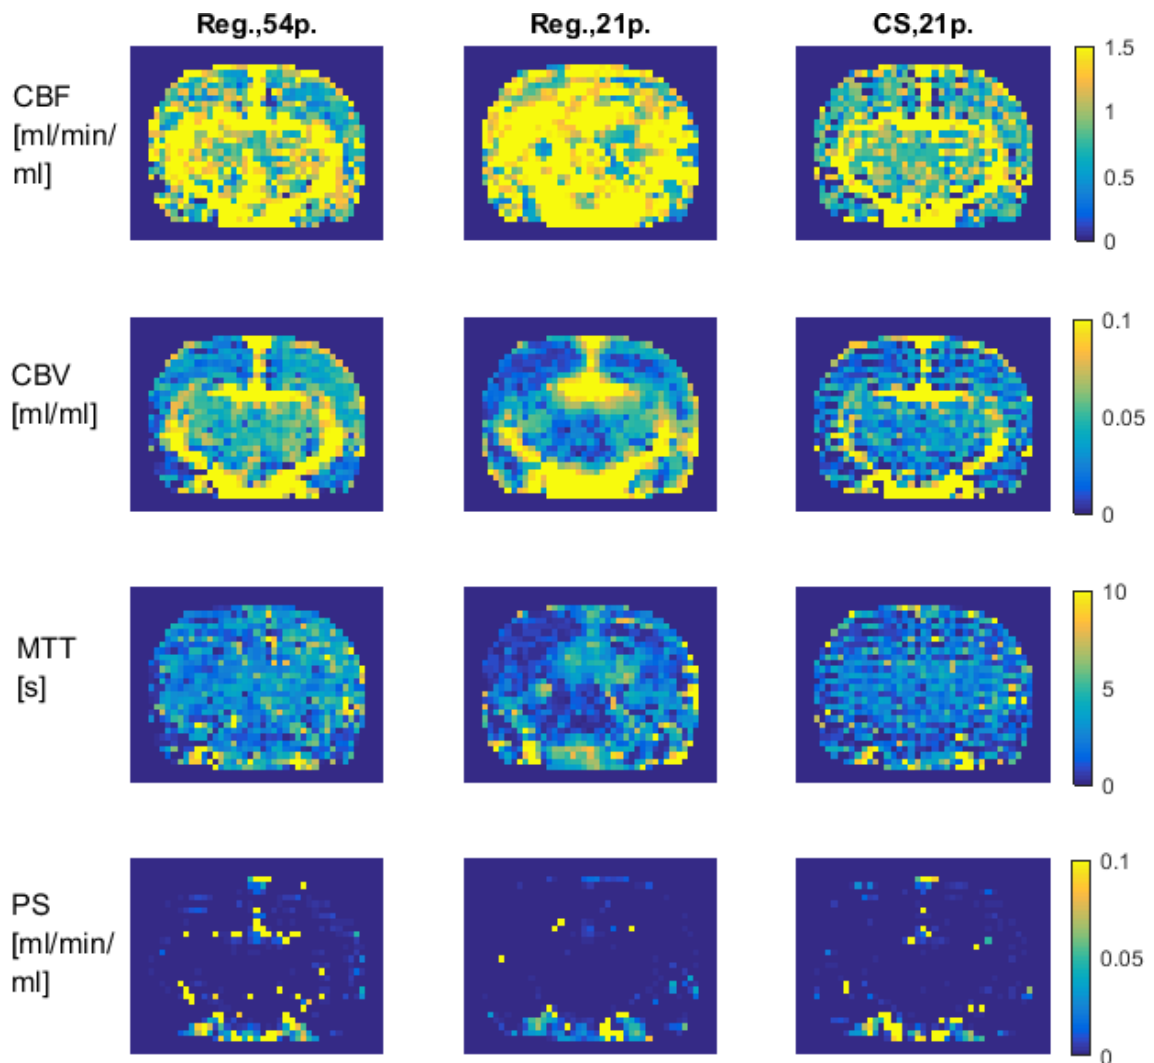 Reg.,54p.
Reg.,21p.
CS,21p.
CBF
[ml/min/
ml]
1.5
1
0.5
0
CBV
[ml/ml]
0.1
0.05
0
MTT
[s]
10
5
0
PS
[ml/min/
ml]
0.1
0.05
0